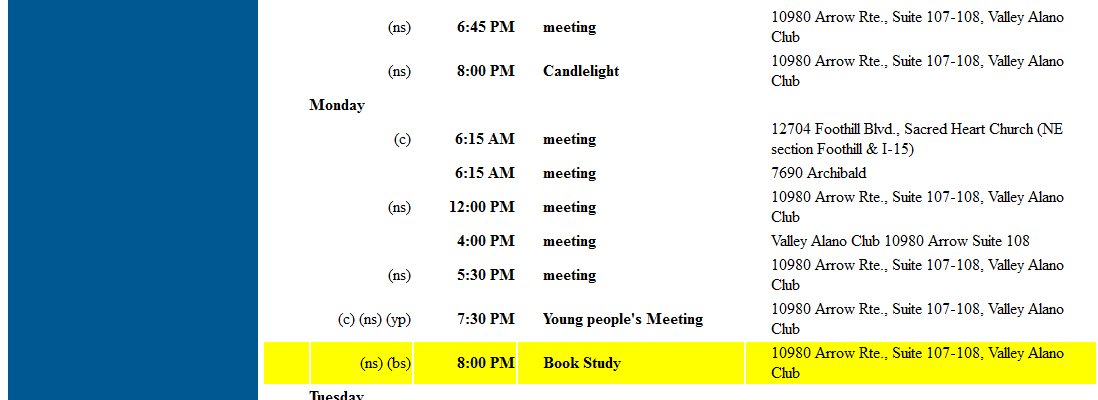 (ns) 6:45 PM meeting 10980 Arrow Rte., Suite 107-108, Valley Alano
Club
(ns) 8:00 PM Candlelight 10980 Arrow Rte., Suite 107-108, Valley Alano
Club
Monday
(c) 6:15 AM meeting 12704 Foothill Blvd., Sacred Heart Church (NE
section Foothill & I-15)
6:15 AM meeting 7690 Archibald
(ns) 12:00 PM meeting 10980 Arrow Rte., Suite 107-108, Valley Alano
Club
4:00 PM meeting Valley Alano Club 10980 Arrow Suite 108
(ns) 5:30 PM meeting 10980 Arrow Rte., Suite 107-108, Valley Alano
Club
(c) (ns) (yp) 7:30 PM Young people's Meeting 10980 Arrow Rte., Suite 107-108, Valley Alano
Club
(ns) (bs) 8:00 PM Book Study 10980 Arrow Rte., Suite 107-108, Valley Alano
Club
Tuesday